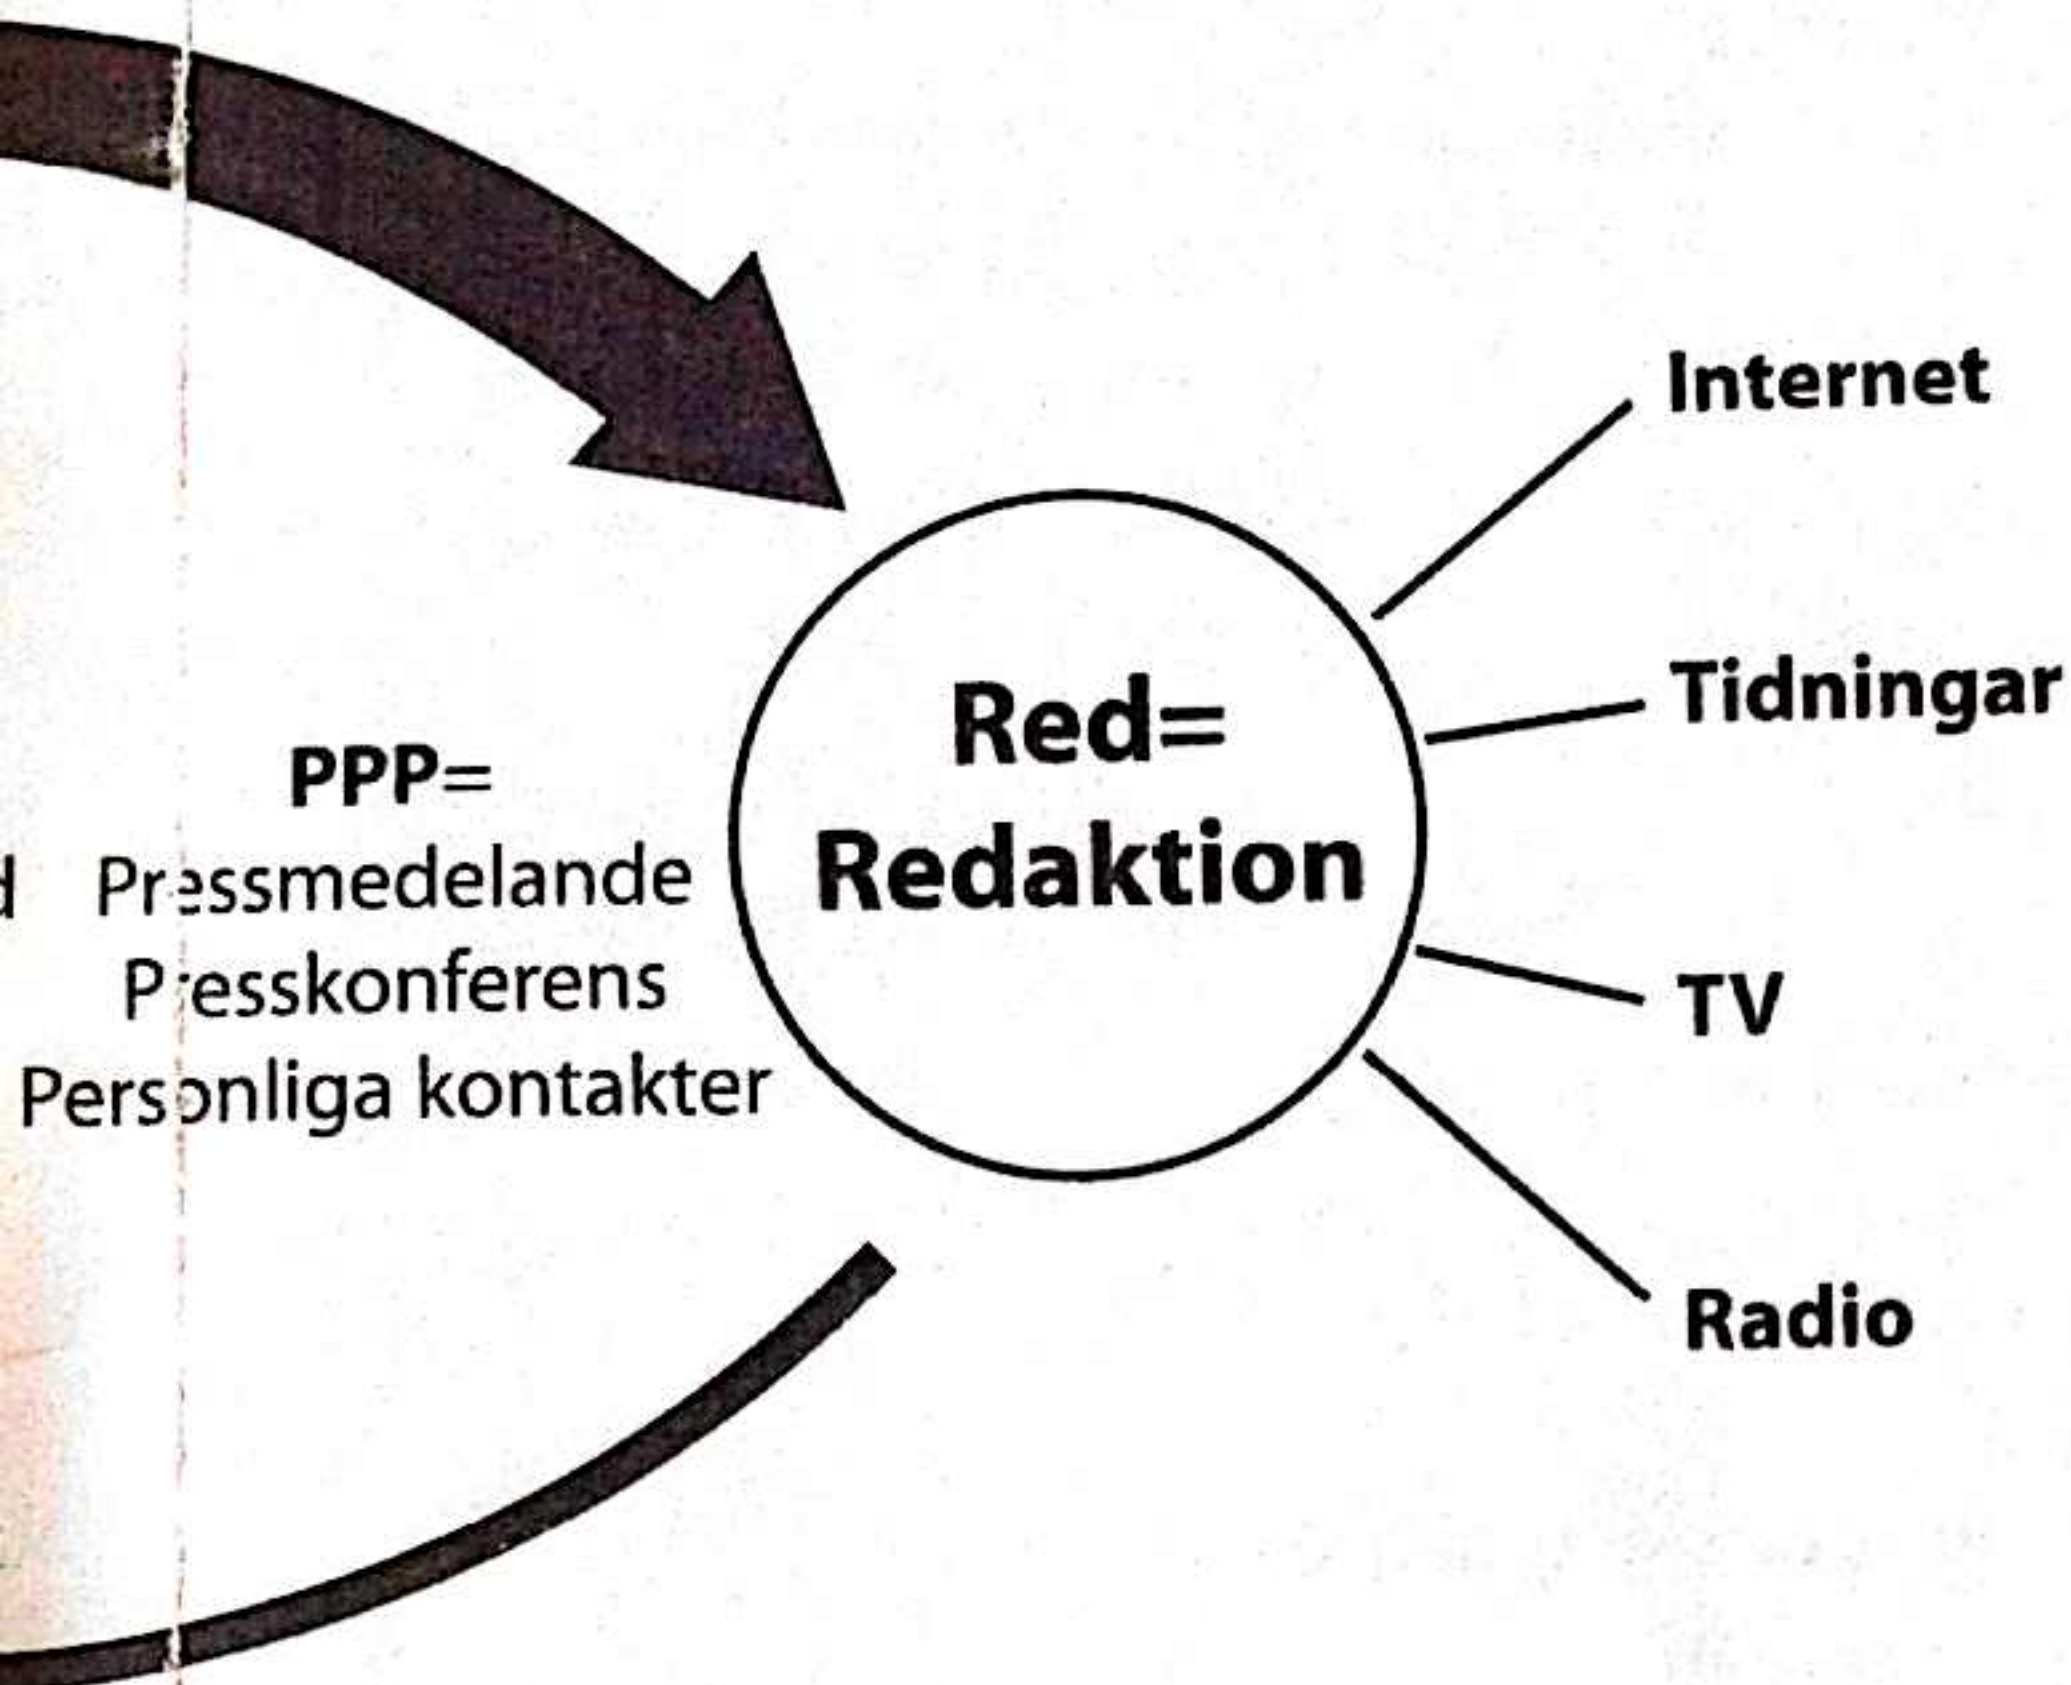 Internet
Tidningar
Red=
Redaktion
PPP=
Pressmedelande
Presskonferens
Personliga kontakter
TV
Radio